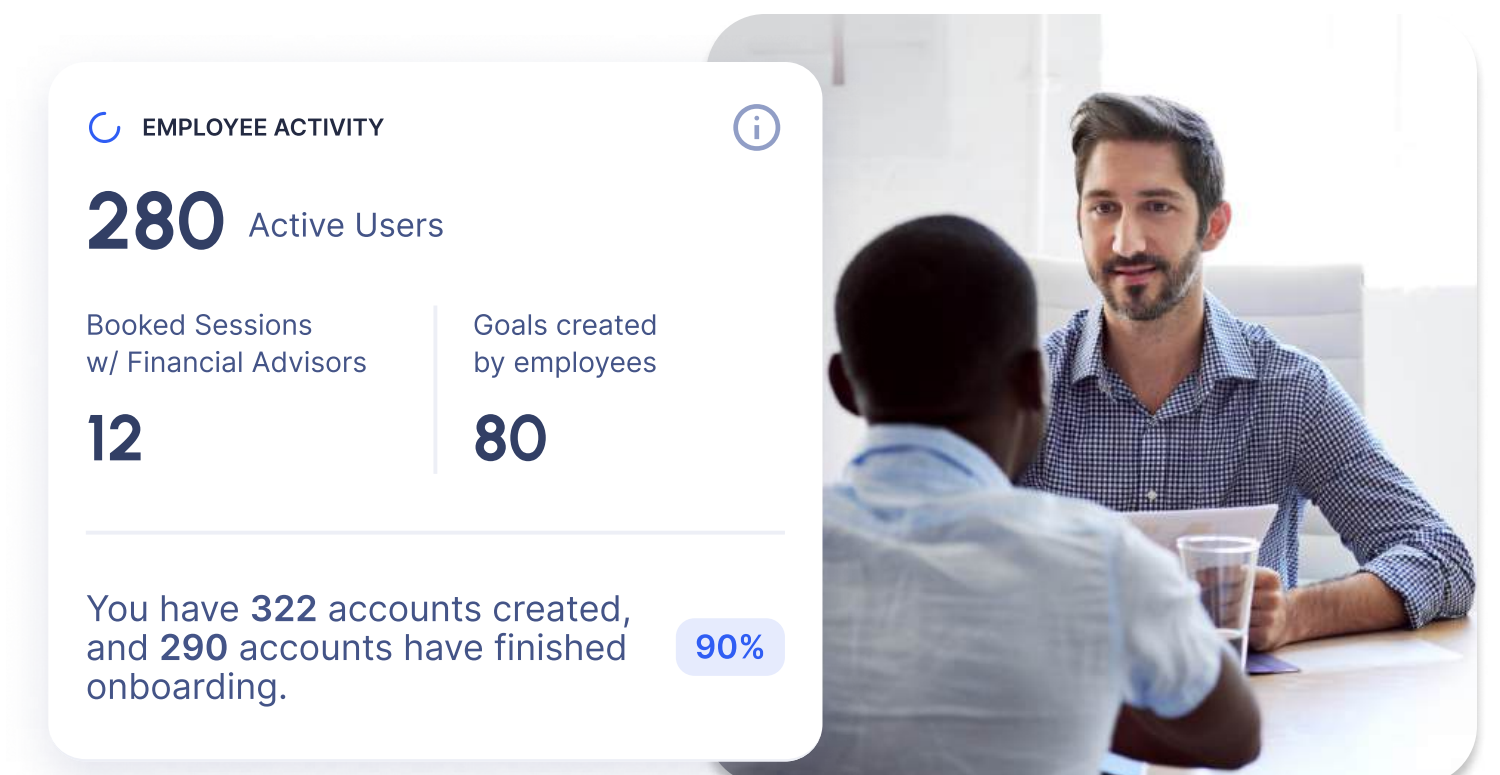 EMPLOYEE ACTIVITY
280 Active Users
Booked Sessions
w/ Financial Advisors
12
Goals created
by employees
80
You have 322 accounts created,
and 290 accounts have finished
onboarding.
90%